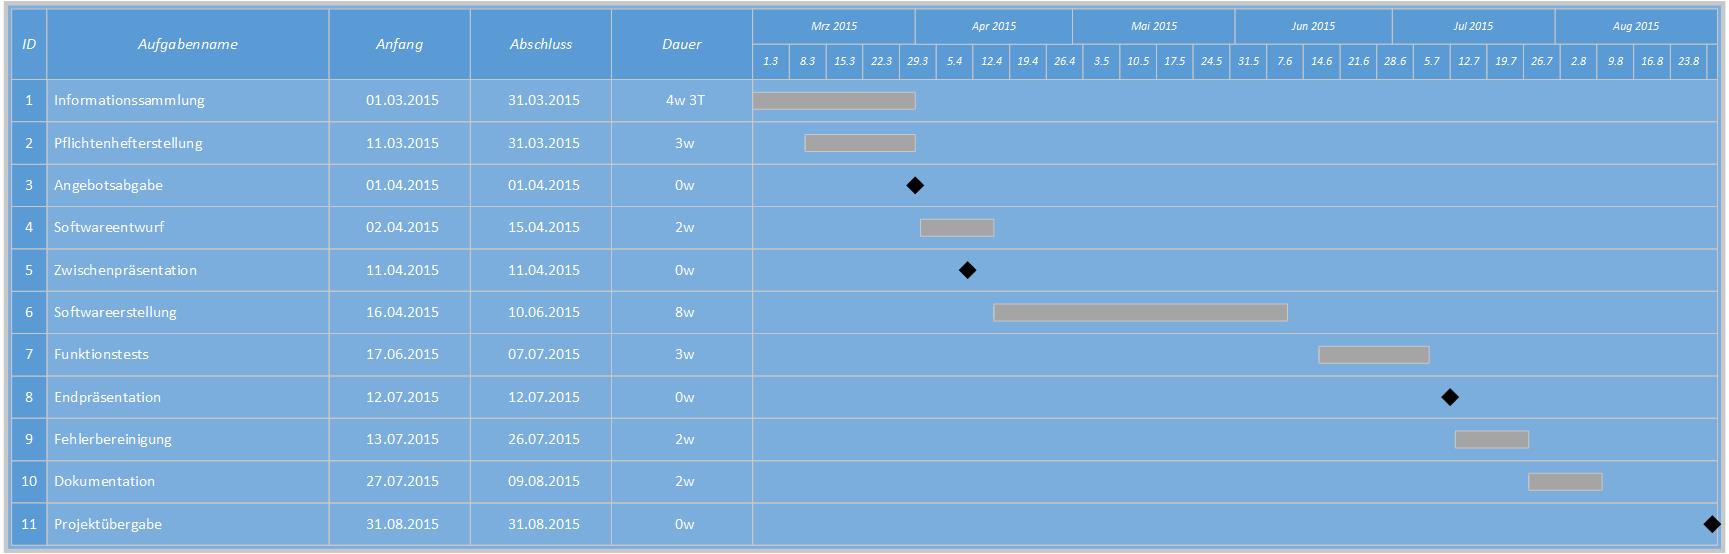 ID Aufgabenname Anfang Abschluss Dauer Mrz 2015 Apr 2015 Mai 2015 Jun 2015 Jul 2015 Aug 2015
1.3 8.3 15.3 22.3 29.3 5.4 12.4 19.4 26.4 3.5 10.5 17.5 24.5 31.5 7.6 14.6 21.6 28.6 5.7 12.7 19.7 26.7 2.8 9.8 16.8 23.8
1 Informationssammlung 01.03.2015 31.03.2015 4w 3T
2 Pflichtenhefterstellung 11.03.2015 31.03.2015 3w
3 Angebotsabgabe 01.04.2015 01.04.2015 0w
4 Softwareentwurf 02.04.2015 15.04.2015 2w
5 Zwischenpräsentation 11.04.2015 11.04.2015 0w
6 Softwareerstellung 16.04.2015 10.06.2015 8w
7 Funktionstests 17.06.2015 07.07.2015 3w
8 Endpräsentation 12.07.2015 12.07.2015 0w
9 Fehlerbereinigung 13.07.2015 26.07.2015 2w
10 Dokumentation 27.07.2015 09.08.2015 2w
11 Projektübergabe 31.08.2015 31.08.2015 0w